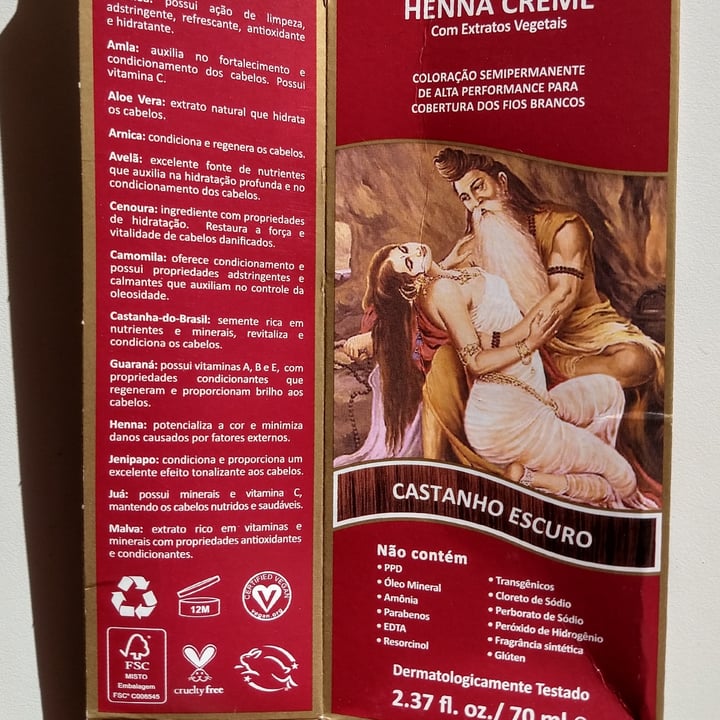 possui ação de limpeza,
adstringente, refrescante, antioxidante
e hidratante.
Amla: auxilia no fortalecimento e
condicionamento dos cabelos. Possui
vitamina C.
Aloe Vera: extrato natural que hidrata
os cabelos.
Arnica: condiciona e regenera os cabelos.
Avelã: excelente fonte de nutrientes
que auxilia na hidratação profunda e no
condicionamento dos cabelos.
Cenoura: ingrediente com propriedades
de hidratação. Restaura a força e
vitalidade de cabelos danificados.
Camomila: oferece condicionamento e
possui propriedades adstringentes e
calmantes que auxiliam no controle da
oleosidade.
Castanha-do-Brasil: semente rica em
nutrientes e minerais, revitaliza e
condiciona os cabelos.
Guaraná: possui vitaminas A, B e E, com
propriedades condicionantes que
regeneram e proporcionam brilho aos
cabelos.
Henna: potencializa a cor e minimiza
danos causados por fatores externos.
Jenipapo: condiciona e proporciona um
excelente efeito tonalizante aos cabelos.
Juá: possui minerais e vitamina C,
mantendo os cabelos nutridos e saudáveis.
Malva: extrato rico em vitaminas e
minerais com propriedades antioxidantes
e condicionantes.
12M
CERTIFIED VEGAN
vegan.org
FSC
MISTO
Embalagem
FSC® C006545
cruelty free
HENNA CREME
Com Extratos Vegetais
COLORAÇÃO SEMIPERMANENTE
DE ALTA PERFORMANCE PARA
COBERTURA DOS FIOS BRANCOS
CASTANHO ESCURO
Não contém
• PPD
• Óleo Mineral
• Amônia
• Parabenos
• EDTA
• Resorcinol
• Transgênicos
• Cloreto de Sódio
• Perborato de Sódio
• Peróxido de Hidrogênio
• Fragrância sintética
• Glúten
Dermatologicamente Testado
2.37 fl. oz./ 70 ml e